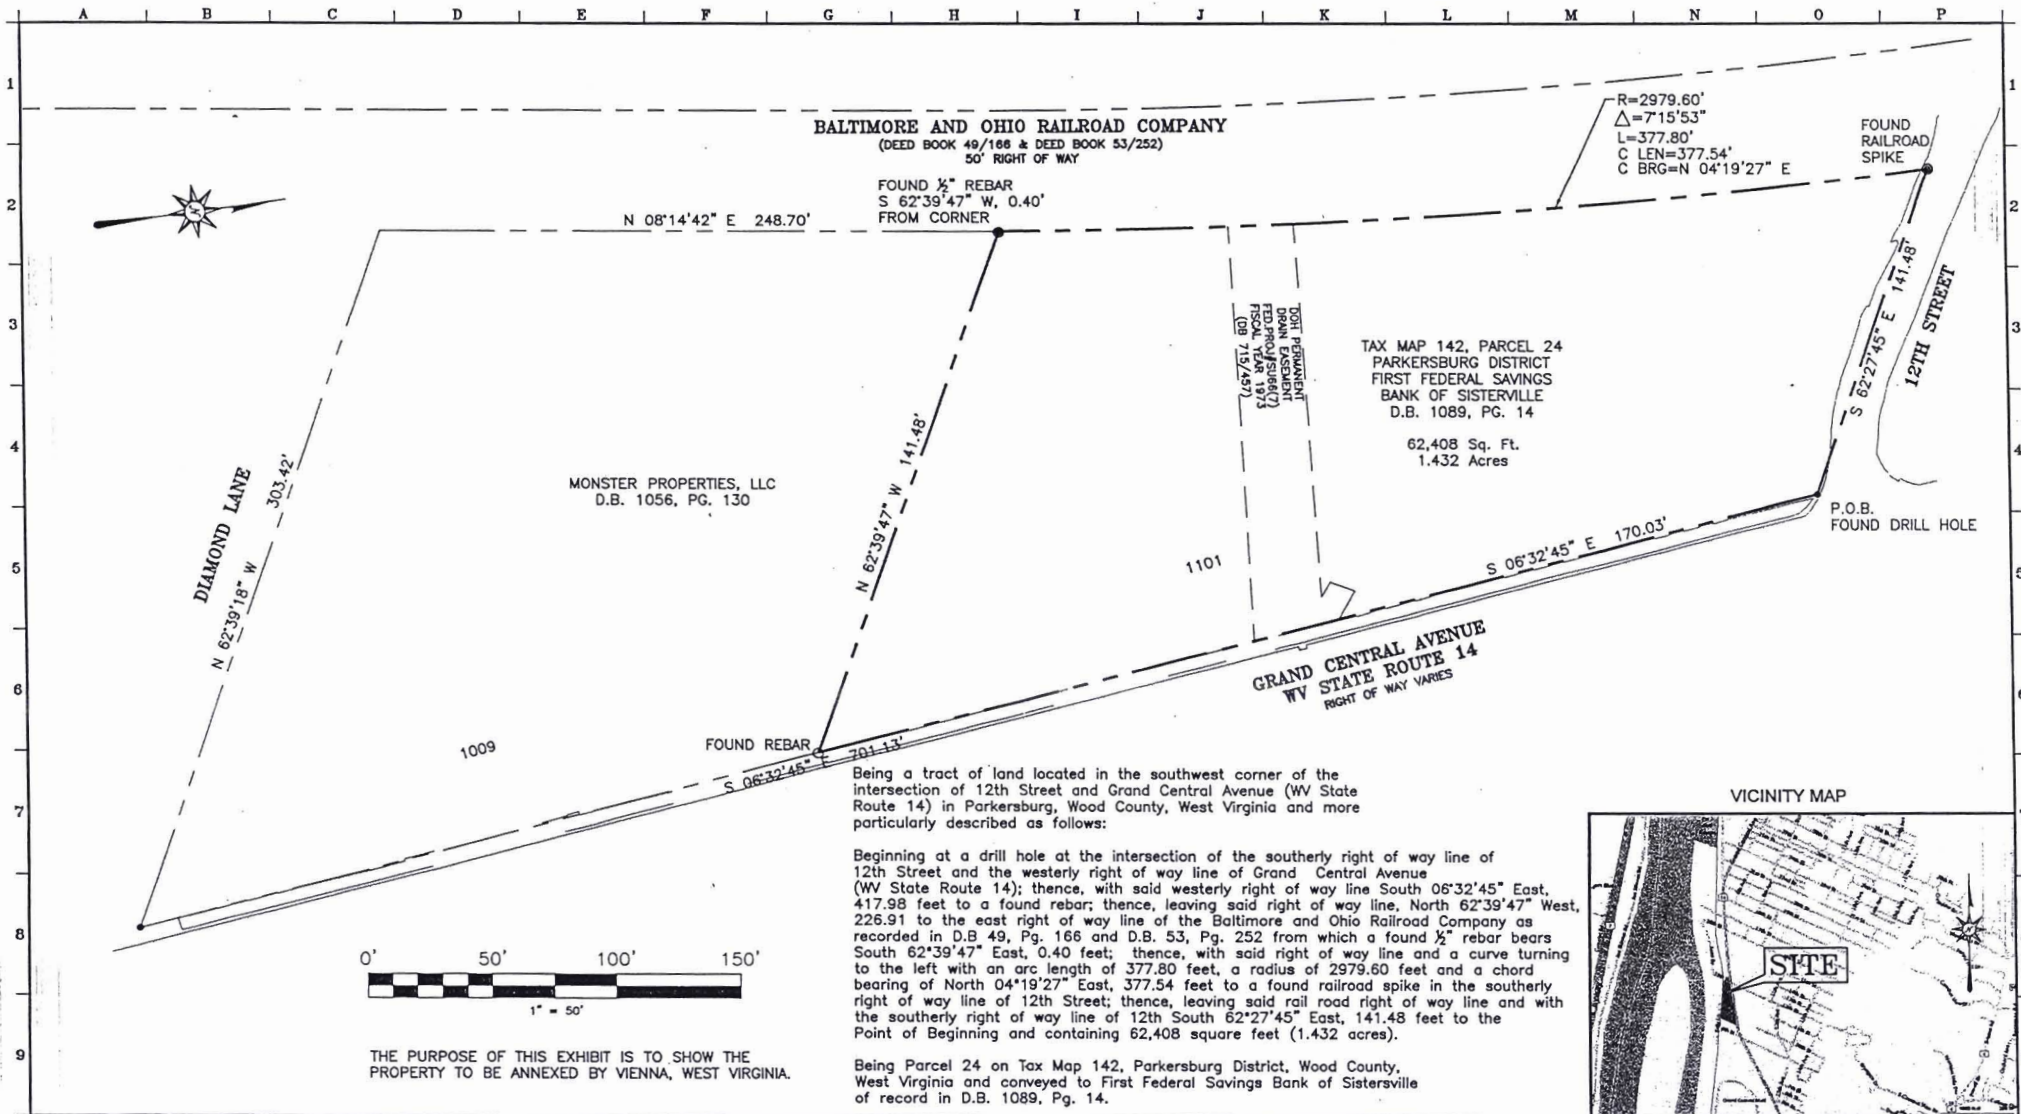 A B C D E F G H I J K L M N O P
1
2
3
4
5
6
7
8
9
1
2
3
4
5
BALTIMORE AND OHIO RAILROAD COMPANY
(DEED BOOK 49/166 & DEED BOOK 53/252)
50' RIGHT OF WAY
R=2979.60'
△=7°15'53"
L=377.80'
C LEN=377.54'
C BRG=N 04°19'27" E
FOUND
RAILROAD
SPIKE
FOUND ½" REBAR
S 62°39'47" W, 0.40'
FROM CORNER
N 08°14'42" E 248.70'
DOH PERMANENT
DRAIN EASEMENT
FED.PROJ#SU66(7)
FISCAL YEAR 1973
(DB 715/457)
TAX MAP 142, PARCEL 24
PARKERSBURG DISTRICT
FIRST FEDERAL SAVINGS
BANK OF SISTERVILLE
D.B. 1089, PG. 14
62,408 Sq. Ft.
1.432 Acres
S 62°27'45" E 141.48'
12TH STREET
DIAMOND LANE
N 62°39'18" W 303.42'
MONSTER PROPERTIES, LLC
D.B. 1056, PG. 130
N 62°39'47" W 141.48'
P.O.B.
FOUND DRILL HOLE
1101
S 06°32'45" E 170.03'
GRAND CENTRAL AVENUE
WV STATE ROUTE 14
RIGHT OF WAY VARIES
1009
FOUND REBAR
S 06°32'45" E 701.13'
Being a tract of land located in the southwest corner of the
intersection of 12th Street and Grand Central Avenue (WV State
Route 14) in Parkersburg, Wood County, West Virginia and more
particularly described as follows:
Beginning at a drill hole at the intersection of the southerly right of way line of
12th Street and the westerly right of way line of Grand Central Avenue
(WV State Route 14); thence, with said westerly right of way line South 06°32'45" East,
417.98 feet to a found rebar; thence, leaving said right of way line, North 62°39'47" West,
226.91 to the east right of way line of the Baltimore and Ohio Railroad Company as
recorded in D.B 49, Pg. 166 and D.B. 53, Pg. 252 from which a found ½" rebar bears
South 62°39'47" East, 0.40 feet; thence, with said right of way line and a curve turning
to the left with an arc length of 377.80 feet, a radius of 2979.60 feet and a chord
bearing of North 04°19'27" East, 377.54 feet to a found railroad spike in the southerly
right of way line of 12th Street; thence, leaving said rail road right of way line and with
the southerly right of way line of 12th South 62°27'45" East, 141.48 feet to the
Point of Beginning and containing 62,408 square feet (1.432 acres).
Being Parcel 24 on Tax Map 142, Parkersburg District, Wood County,
West Virginia and conveyed to First Federal Savings Bank of Sistersville
of record in D.B. 1089, Pg. 14.
0' 50' 100' 150'
1" = 50'
THE PURPOSE OF THIS EXHIBIT IS TO SHOW THE
PROPERTY TO BE ANNEXED BY VIENNA, WEST VIRGINIA.
VICINITY MAP
SITE